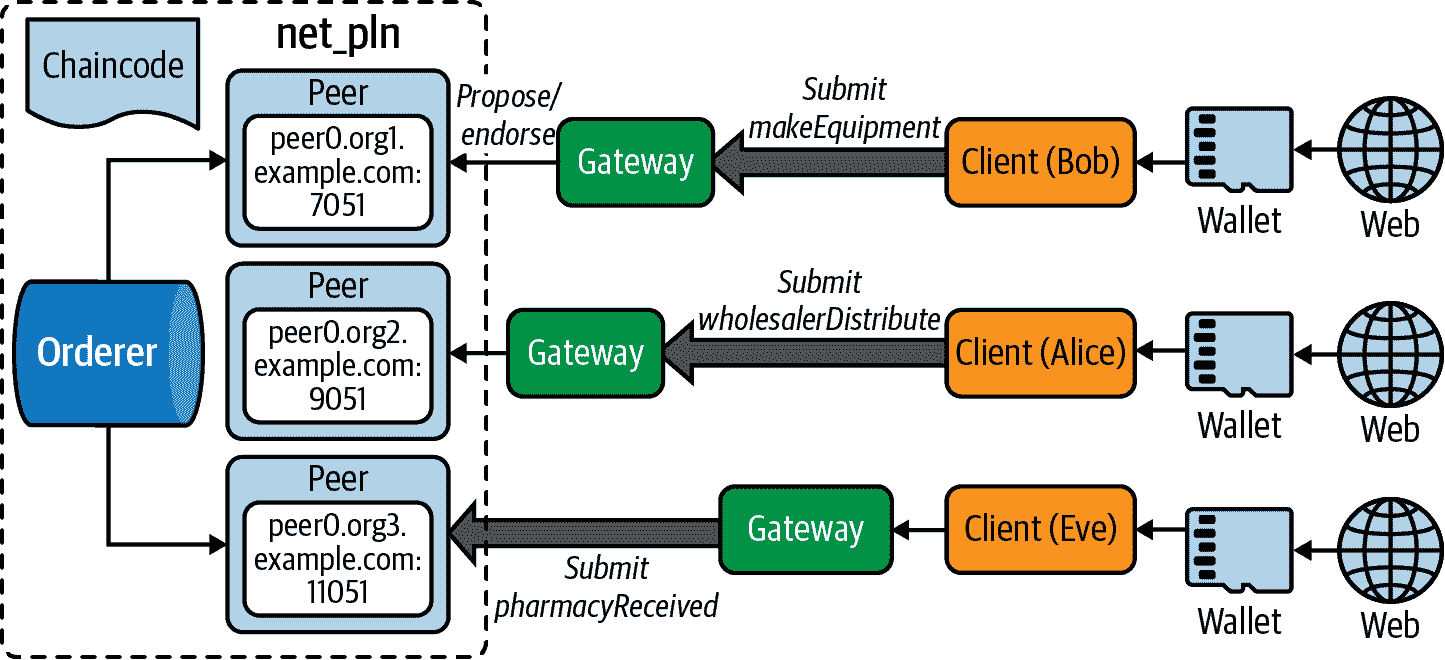 net_pln
Chaincode
Peer
peer0.org1.
example.com:
7051
Propose/
endorse
Gateway
Submit
makeEquipment
Client (Bob)
Wallet
Web
Orderer
Peer
peer0.org2.
example.com:
9051
Gateway
Submit
wholesalerDistribute
Client (Alice)
Wallet
Web
Peer
peer0.org3.
example.com:
11051
Submit
pharmacyReceived
Gateway
Client (Eve)
Wallet
Web